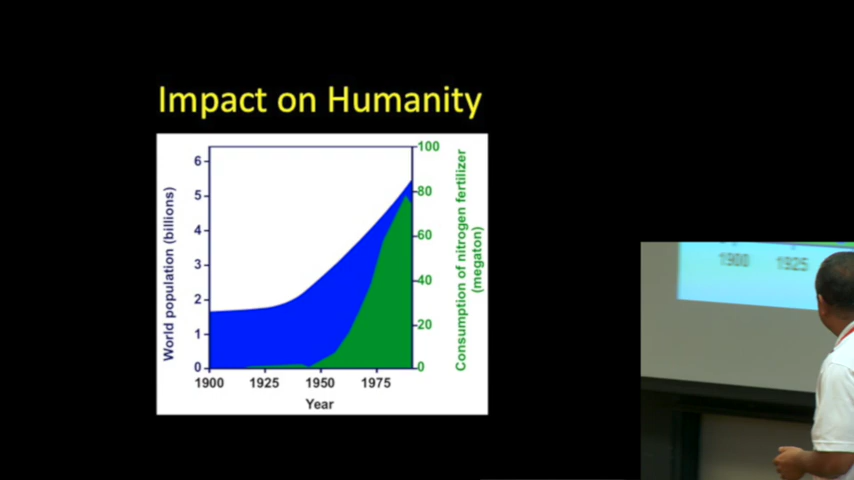 Impact on Humanity
World population (billions)
6
5
4
3
2
1
0
100
80
60
40
20
0
Consumption of nitrogen fertilizer
(megaton)
1900 1925 1950 1975
Year
1900 1925